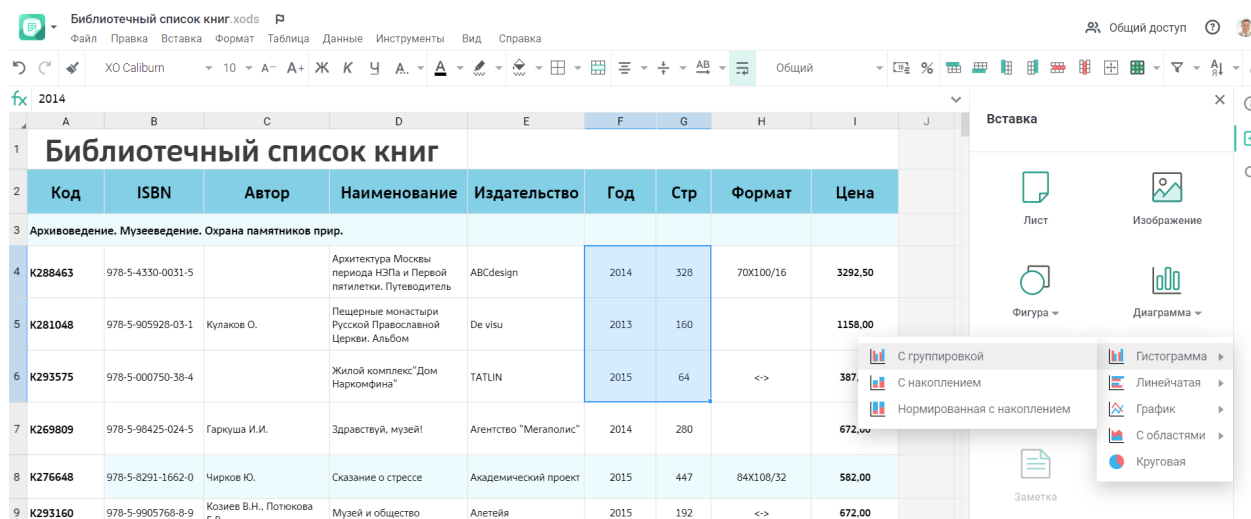 Библиотечный список книг.xods
Файл Правка Вставка Формат Таблица Данные Инструменты Вид Справка
Общий доступ
XO Caliburn 10 A− A+ Ж К Ч А... А АВ Общий %
fx 2014
A B C D E F G H I J
Вставка
1 Библиотечный список книг
2 Код ISBN Автор Наименование Издательство Год Стр Формат Цена
Лист Изображение
3 Архивоведение. Музееведение. Охрана памятников прир.
4 K288463 978-5-4330-0031-5 Архитектура Москвы периода НЭПа и Первой пятилетки. Путеводитель ABCdesign 2014 328 70X100/16 3292,50
Фигура Диаграмма
5 K281048 978-5-905928-03-1 Кулаков О. Пещерные монастыри Русской Православной Церкви. Альбом De visu 2013 160 1158,00
С группировкой Гистограмма
6 K293575 978-5-000750-38-4 Жилой комплекс"Дом Наркомфина" TATLIN 2015 64 <-> 387,
С накоплением Линейчатая
Нормированная с накоплением График
7 K269809 978-5-98425-024-5 Гаркуша И.И. Здравствуй, музей! Агентство "Мегаполис" 2014 280 672,00
С областями
Круговая
8 K276648 978-5-8291-1662-0 Чирков Ю. Сказание о стрессе Академический проект 2015 447 84X108/32 582,00
Заметка
9 K293160 978-5-9905768-8-9 Козиев В.Н., Потюкова Музей и общество Алетейя 2015 192 <-> 672,00